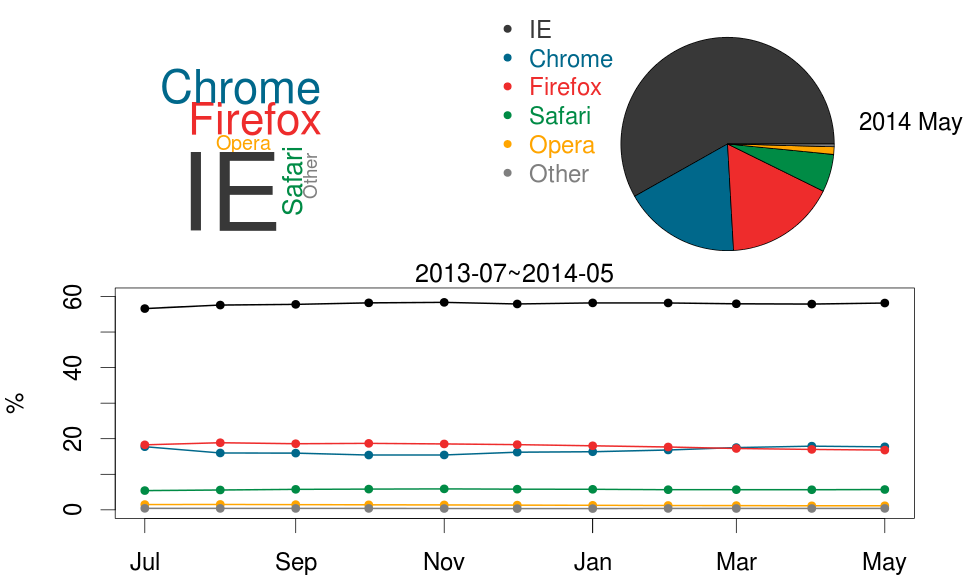 Chrome
Firefox
Opera
IE
Safari
Other
IE
Chrome
Firefox
Safari
Opera
Other
2014 May
2013-07~2014-05
%
60
40
20
0
Jul Sep Nov Jan Mar May